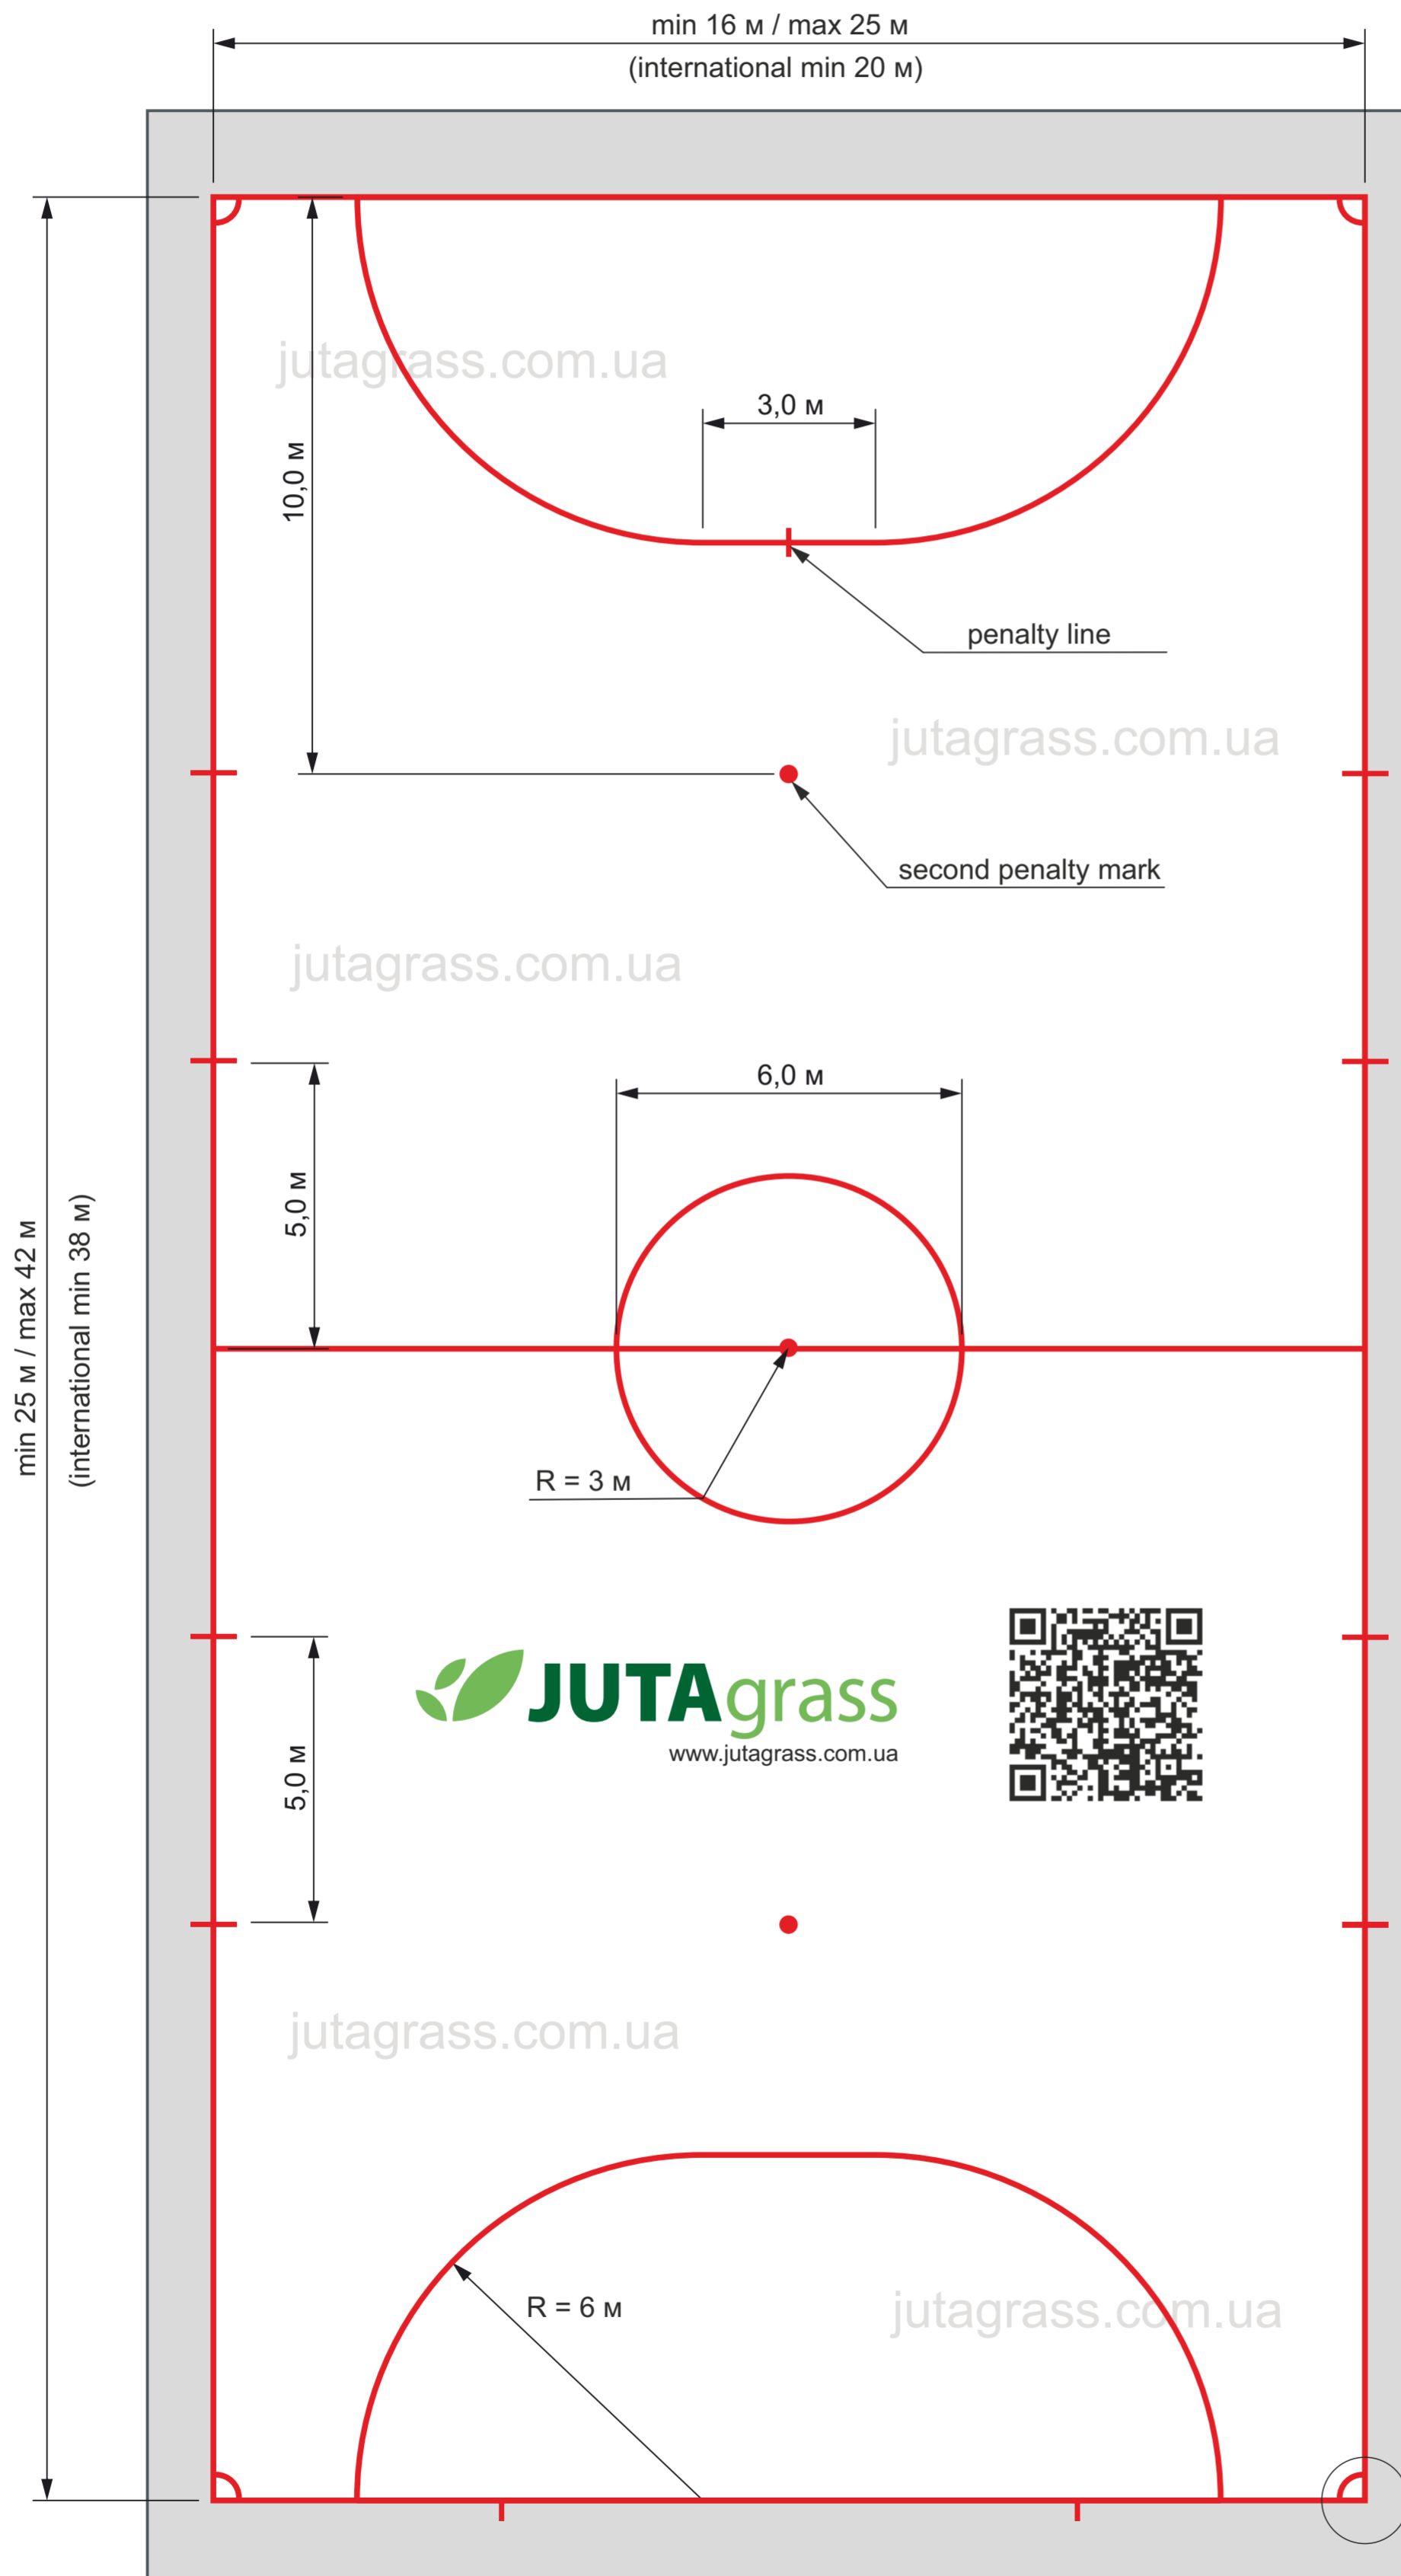 min 16 м / max 25 м
(international min 20 м)
jutagrass.com.ua
3,0 м
10,0 м
penalty line
jutagrass.com.ua
second penalty mark
jutagrass.com.ua
6,0 м
5,0 м
min 25 м / max 42 м
(international min 38 м)
R = 3 м
JUTAgrass
www.jutagrass.com.ua
5,0 м
jutagrass.com.ua
R = 6 м
jutagrass.com.ua